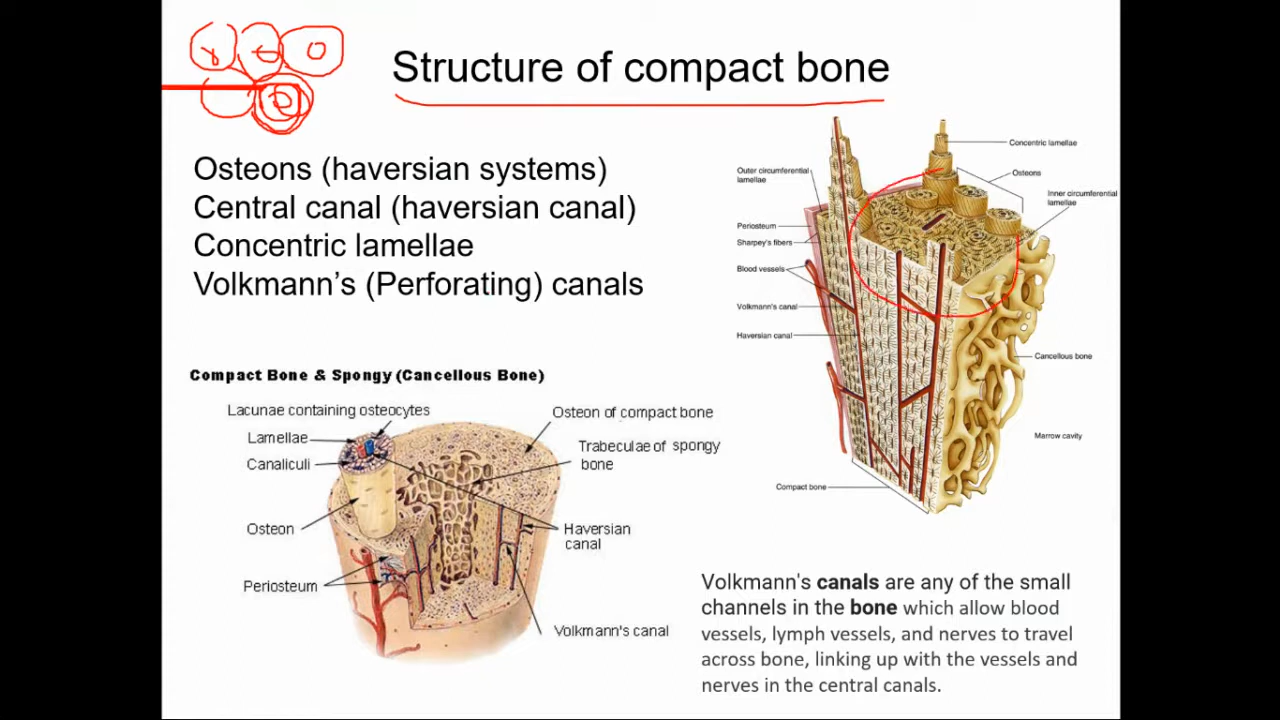 Structure of compact bone
Osteons (haversian systems)
Central canal (haversian canal)
Concentric lamellae
Volkmann’s (Perforating) canals
Concentric lamellae
Outer circumferential
lamellae
Osteons
Inner circumferential
lamellae
Periosteum
Sharpey's fibers
Blood vessels
Volkmann's canal
Haversian canal
Cancellous bone
Marrow cavity
Compact bone
Compact Bone & Spongy (Cancellous Bone)
Lacunae containing osteocytes
Lamellae
Canaliculi
Osteon
Periosteum
Osteon of compact bone
Trabeculae of spongy
bone
Haversian
canal
Volkmann's canal
Volkmann's canals are any of the small
channels in the bone which allow blood
vessels, lymph vessels, and nerves to travel
across bone, linking up with the vessels and
nerves in the central canals.